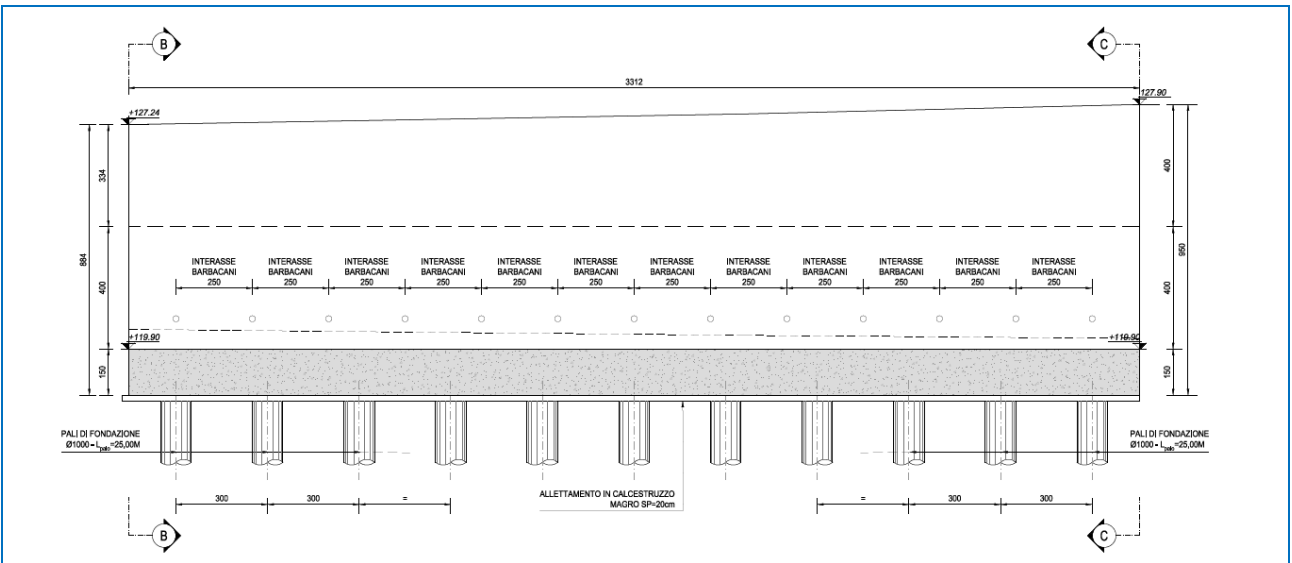 B
C
3312
+127.24
127.90
334
400
884
950
INTERASSE INTERASSE INTERASSE INTERASSE INTERASSE INTERASSE INTERASSE INTERASSE INTERASSE INTERASSE INTERASSE INTERASSE
BARBACANI BARBACANI BARBACANI BARBACANI BARBACANI BARBACANI BARBACANI BARBACANI BARBACANI BARBACANI BARBACANI BARBACANI
250 250 250 250 250 250 250 250 250 250 250 250
400
400
+119.90
+119.90
150
150
PALI DI FONDAZIONE
Ø1000 - Lpalo=25,00M
PALI DI FONDAZIONE
Ø1000 - Lpalo=25,00M
300 300 =
ALLETTAMENTO IN CALCESTRUZZO
MAGRO SP=20cm
= 300 300
B
C